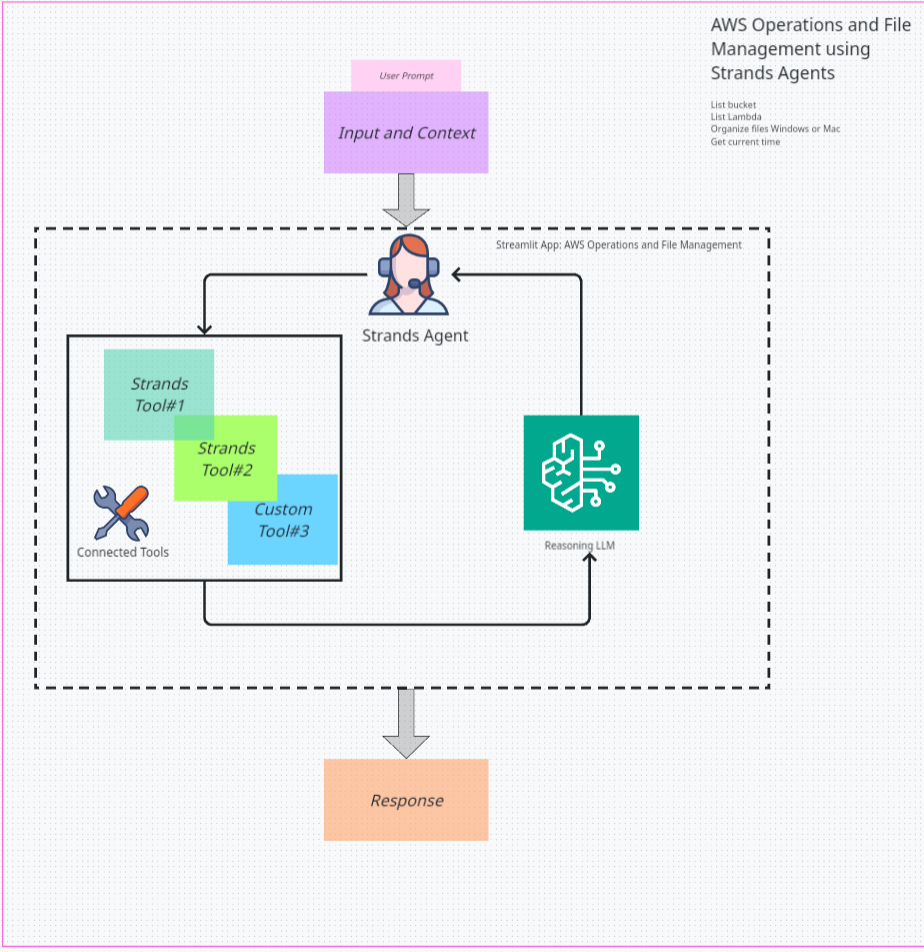 AWS Operations and File
Management using
Strands Agents
List bucket
List Lambda
Organize files Windows or Mac
Get current time
User Prompt
Input and Context
Streamlit App: AWS Operations and File Management
Strands Agent
Strands
Tool#1
Strands
Tool#2
Custom
Tool#3
Connected Tools
Reasoning LLM
Response